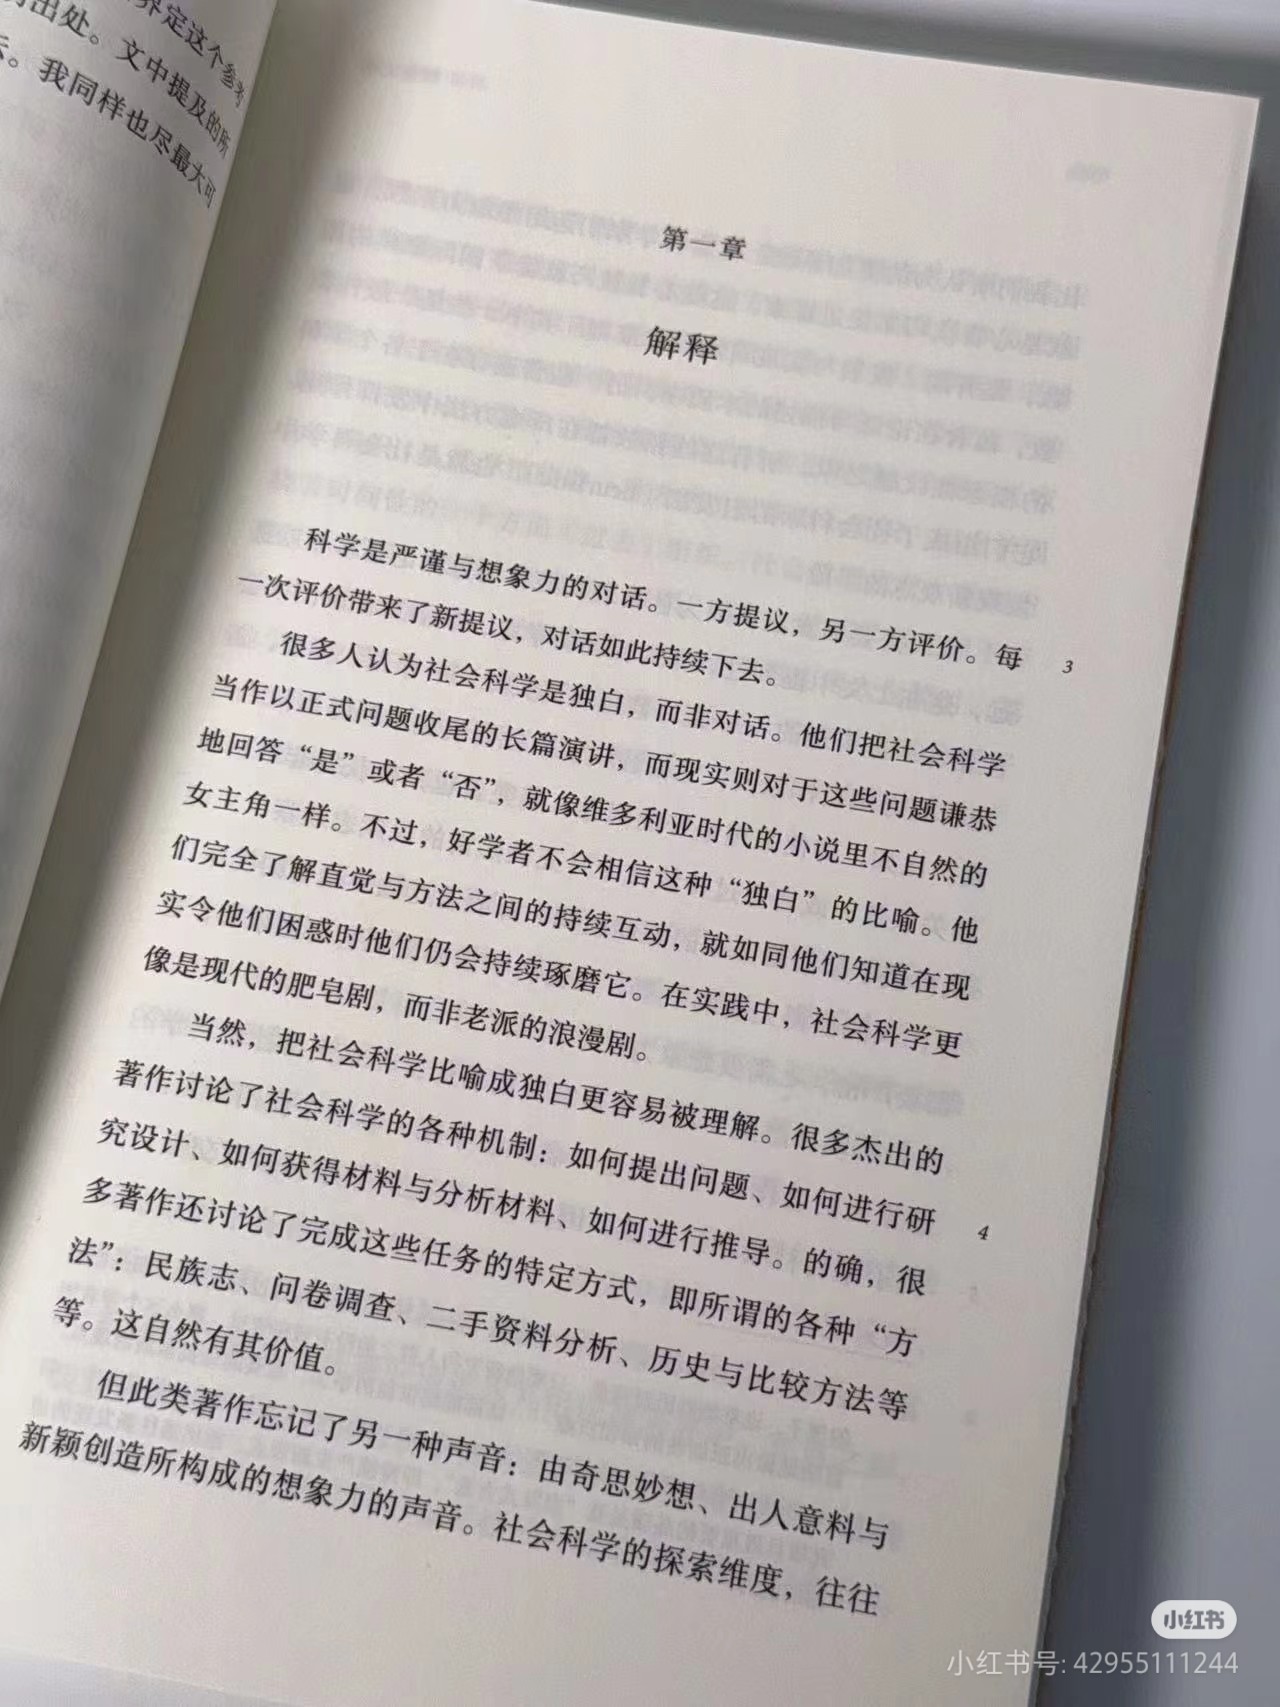 界定这个参考
出处。文中提及的所
。我同样也尽最大可
第一章
解释
科学是严谨与想象力的对话。一方提议，另一方评价。每
3
一次评价带来了新提议，对话如此持续下去。
很多人认为社会科学是独白，而非对话。他们把社会科学
当作以正式问题收尾的长篇演讲，而现实则对于这些问题谦恭
地回答“是”或者“否”，就像维多利亚时代的小说里不自然的
女主角一样。不过，好学者不会相信这种“独白”的比喻。他
们完全了解直觉与方法之间的持续互动，就如同他们知道在现
实令他们困惑时他们仍会持续琢磨它。在实践中，社会科学更
像是现代的肥皂剧，而非老派的浪漫剧。
当然，把社会科学比喻成独白更容易被理解。很多杰出的
著作讨论了社会科学的各种机制：如何提出问题、如何进行研
4
究设计、如何获得材料与分析材料、如何进行推导。的确，很
多著作还讨论了完成这些任务的特定方式，即所谓的各种“方
法”：民族志、问卷调查、二手资料分析、历史与比较方法等
等。这自然有其价值。
但此类著作忘记了另一种声音：由奇思妙想、出人意料与
新颖创造所构成的想象力的声音。社会科学的探索维度，往往
小红书
小红书号: 42955111244